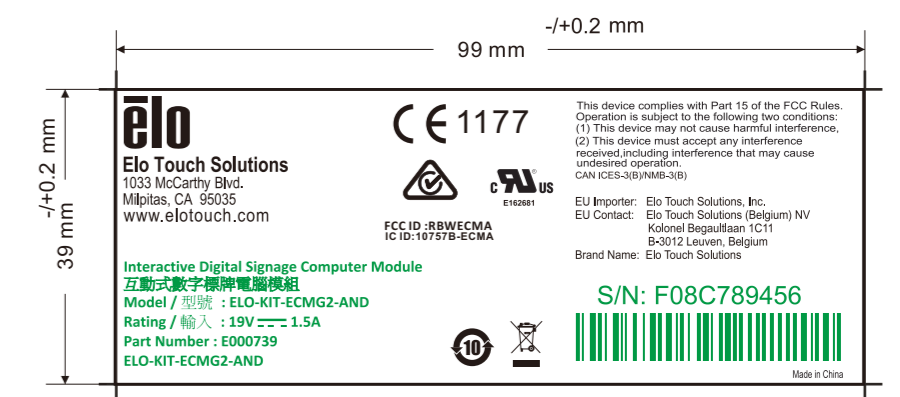 -/+0.2 mm
99 mm
-/+0.2 mm
39 mm
ēlo
Elo Touch Solutions
1033 McCarthy Blvd.
Milpitas, CA 95035
www.elotouch.com
CE 1177
c RU US
E162681
FCC ID :RBWECMA
IC ID:10757B-ECMA
This device complies with Part 15 of the FCC Rules.
Operation is subject to the following two conditions:
(1) This device may not cause harmful interference,
(2) This device must accept any interference
received,including interference that may cause
undesired operation.
CAN ICES-3(B)/NMB-3(B)
EU Importer: Elo Touch Solutions, Inc.
EU Contact: Elo Touch Solutions (Belgium) NV
Kolonel Begaultlaan 1C11
B-3012 Leuven, Belgium
Brand Name: Elo Touch Solutions
Interactive Digital Signage Computer Module
互動式數字標牌電腦模組
Model / 型號 : ELO-KIT-ECMG2-AND
Rating / 輸入 : 19V 1.5A
Part Number : E000739
ELO-KIT-ECMG2-AND
10
S/N: F08C789456
Made in China